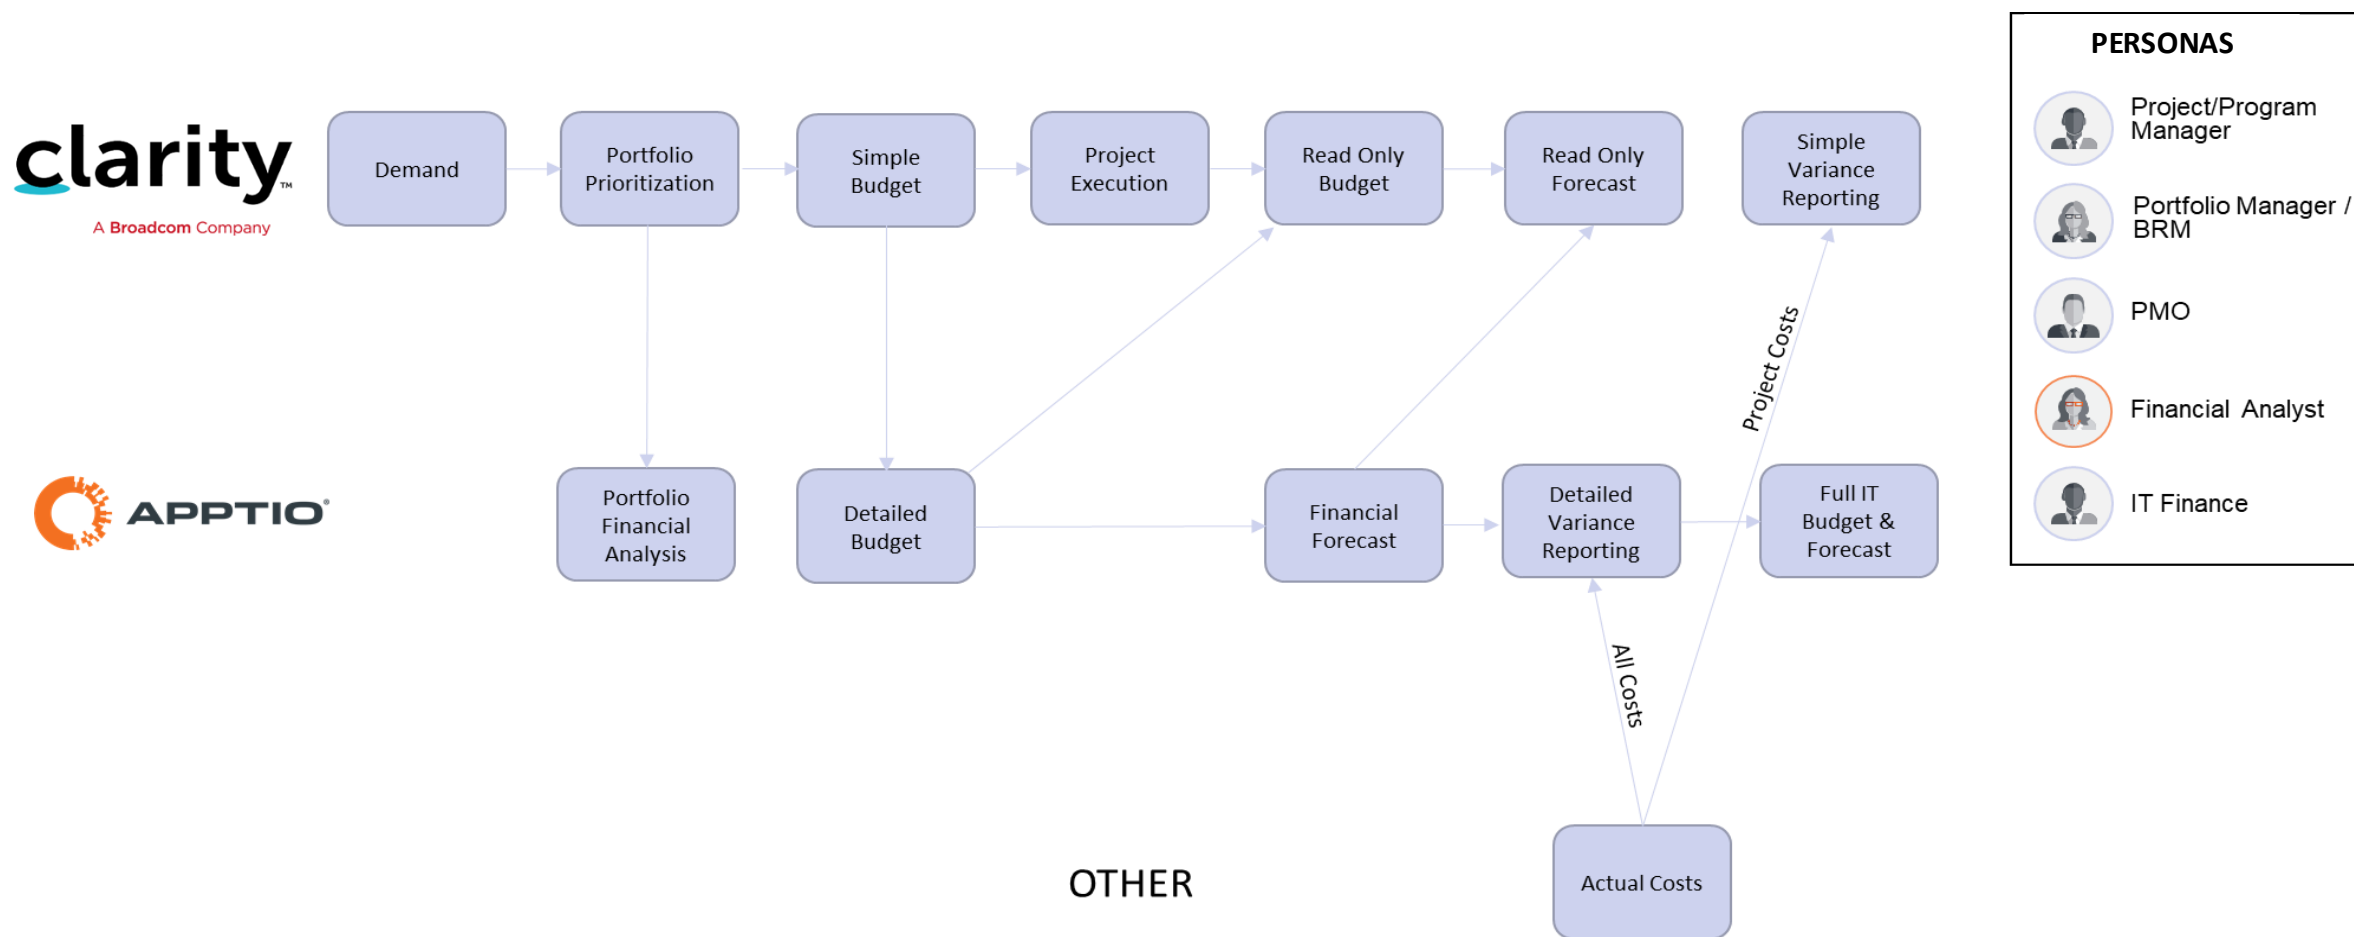 clarity™
A Broadcom Company
Demand
Portfolio
Prioritization
Simple
Budget
Project
Execution
Read Only
Budget
Read Only
Forecast
Simple
Variance
Reporting
Project Costs
APPTIO®
Portfolio
Financial
Analysis
Detailed
Budget
Financial
Forecast
Detailed
Variance
Reporting
Full IT
Budget &
Forecast
All Costs
OTHER
Actual Costs
PERSONAS
Project/Program
Manager
Portfolio Manager /
BRM
PMO
Financial Analyst
IT Finance